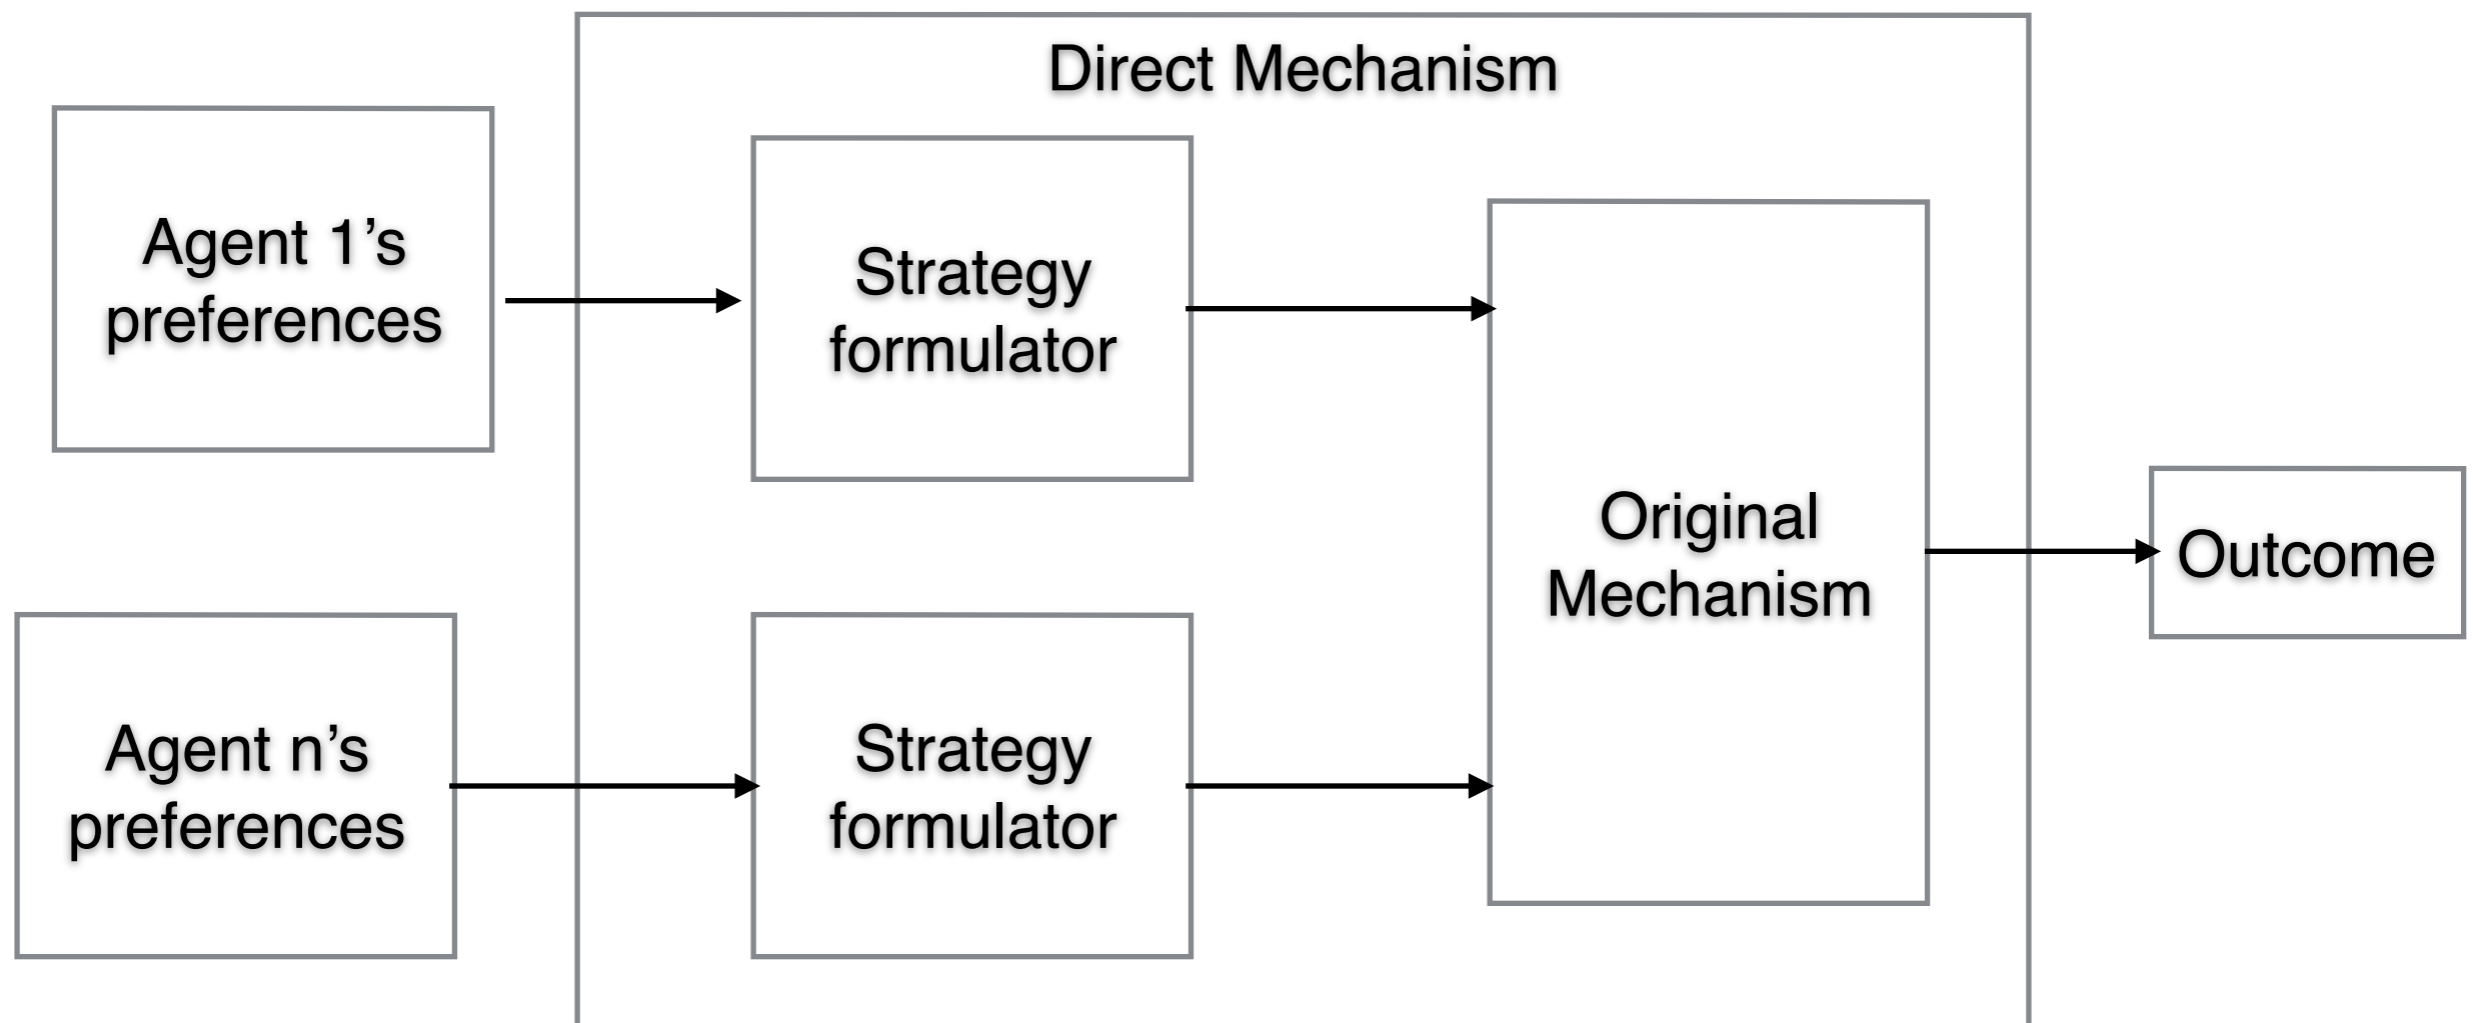 Direct Mechanism
Agent 1’s
preferences
Strategy
formulator
Original
Mechanism
Outcome
Agent n’s
preferences
Strategy
formulator